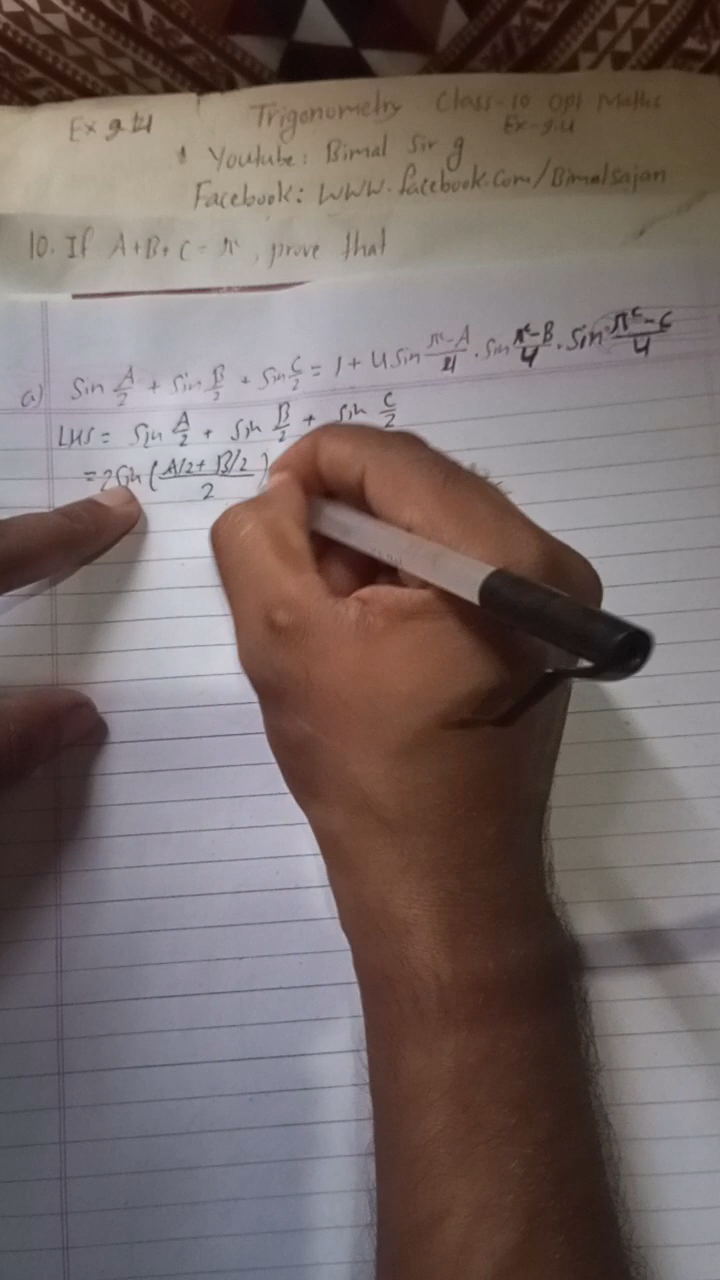 Ex 9.4 Trigonometry Class-10 Opt Maths
Ex-9.4
Youtube: Bimal Sir g
Facebook: WWW.facebook.com/Bimalsajan
10. If A+B+C = π^c, prove that
a) Sin A/2 + Sin B/2 + Sin C/2 = 1 + 4 Sin (π^c-A)/4 . Sin (π^c-B)/4 . Sin (π^c-C)/4
LHS = Sin A/2 + Sin B/2 + Sin C/2
= 2Sin (A/2 + B/2)/2